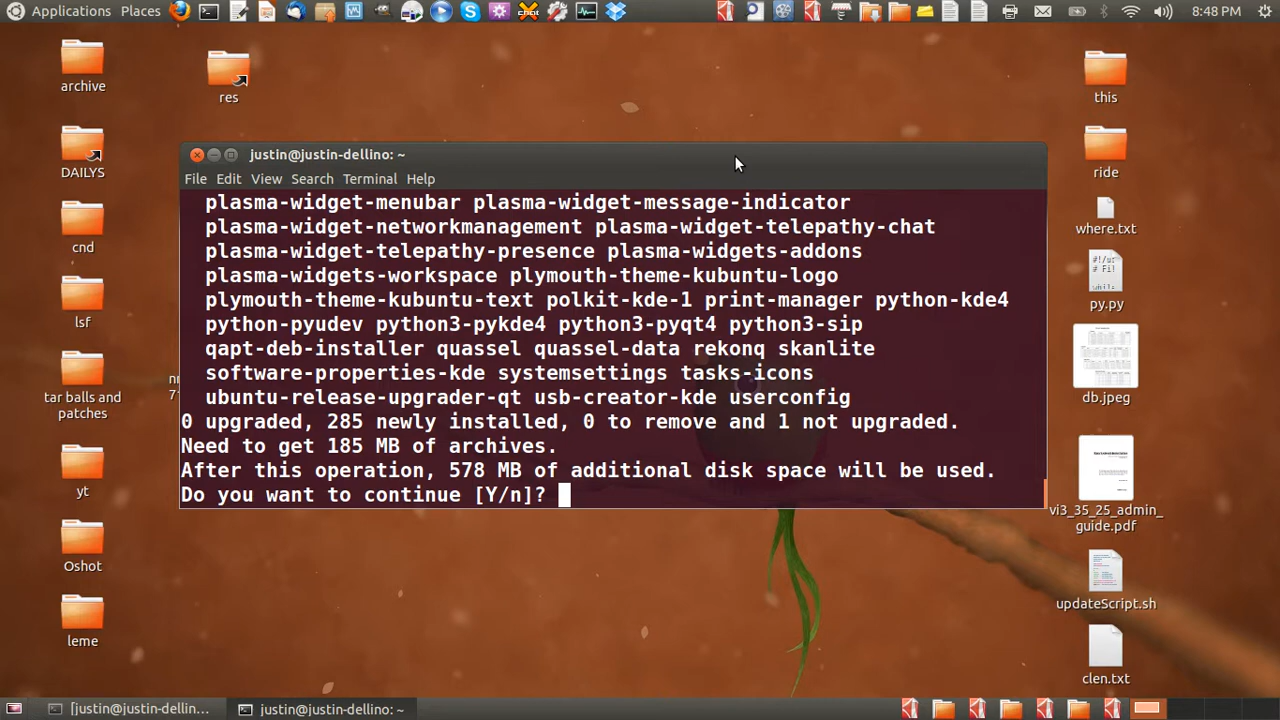 Applications Places
8:48 PM
archive
res
DAILYS
cnd
lsf
tar balls and
patches
yt
Oshot
leme
justin@justin-dellino: ~
File Edit View Search Terminal Help
plasma-widget-menubar plasma-widget-message-indicator
plasma-widget-networkmanagement plasma-widget-telepathy-chat
plasma-widget-telepathy-presence plasma-widgets-addons
plasma-widgets-workspace plymouth-theme-kubuntu-logo
plymouth-theme-kubuntu-text polkit-kde-1 print-manager python-kde4
python-pyudev python3-pykde4 python3-pyqt4 python3-sip
qapt-deb-installer quassel quassel-data rekonq skanlite
software-properties-kde systemsettings tasks-icons
ubuntu-release-upgrader-qt usb-creator-kde userconfig
0 upgraded, 285 newly installed, 0 to remove and 1 not upgraded.
Need to get 185 MB of archives.
After this operation, 578 MB of additional disk space will be used.
Do you want to continue [Y/n]?
this
ride
where.txt
py.py
db.jpeg
vi3_35_25_admin_
guide.pdf
updateScript.sh
clen.txt
[justin@justin-dellin...
justin@justin-dellino: ~